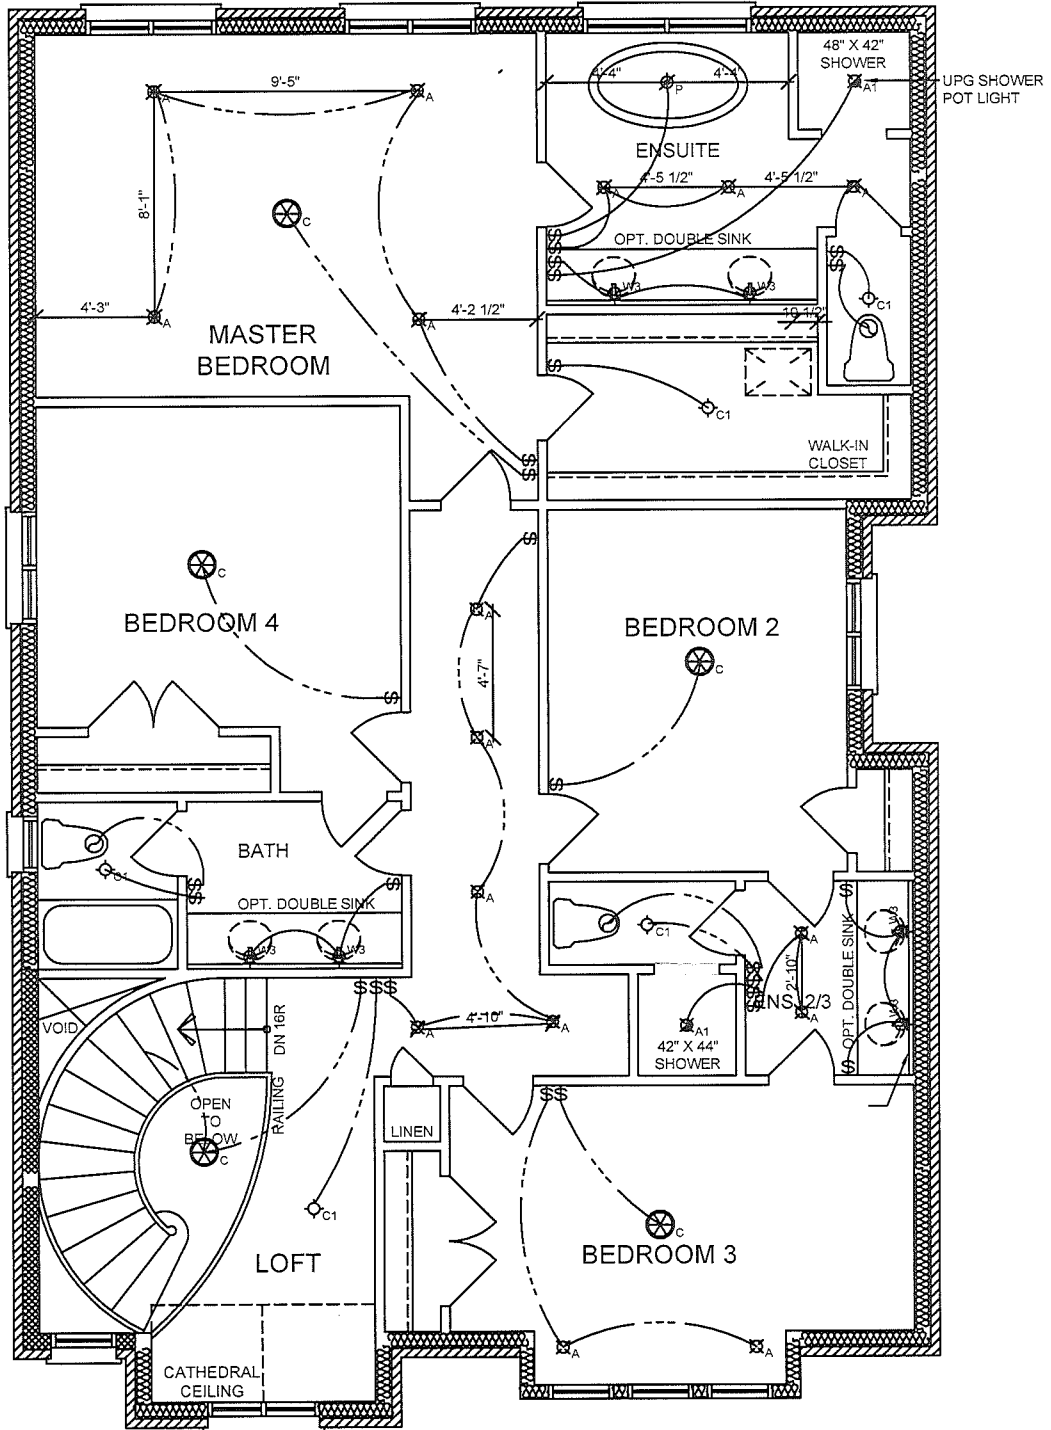 48" X 42"
SHOWER
9'-5"
4'-4"
4'-4"
A
A
P
A1
UPG SHOWER
POT LIGHT
ENSUITE
4'-5 1/2"
4'-5 1/2"
A
A
A
8'-1"
C
OPT. DOUBLE SINK
W3
W3
C1
4'-3"
A
A
4'-2 1/2"
10 1/2"
MASTER
BEDROOM
C1
WALK-IN
CLOSET
C
BEDROOM 4
A
BEDROOM 2
C
4'-7"
A
BATH
C1
OPT. DOUBLE SINK
W3
W3
A
C1
A
2'-10"
OPT. DOUBLE SINK
W3
W3
ENS 2/3
A
VOID
DN 16R
4'-10"
A
A
A1
42" X 44"
SHOWER
OPEN
TO
BELOW
RAILING
C
LINEN
C1
C
BEDROOM 3
LOFT
A
A
CATHEDRAL
CEILING